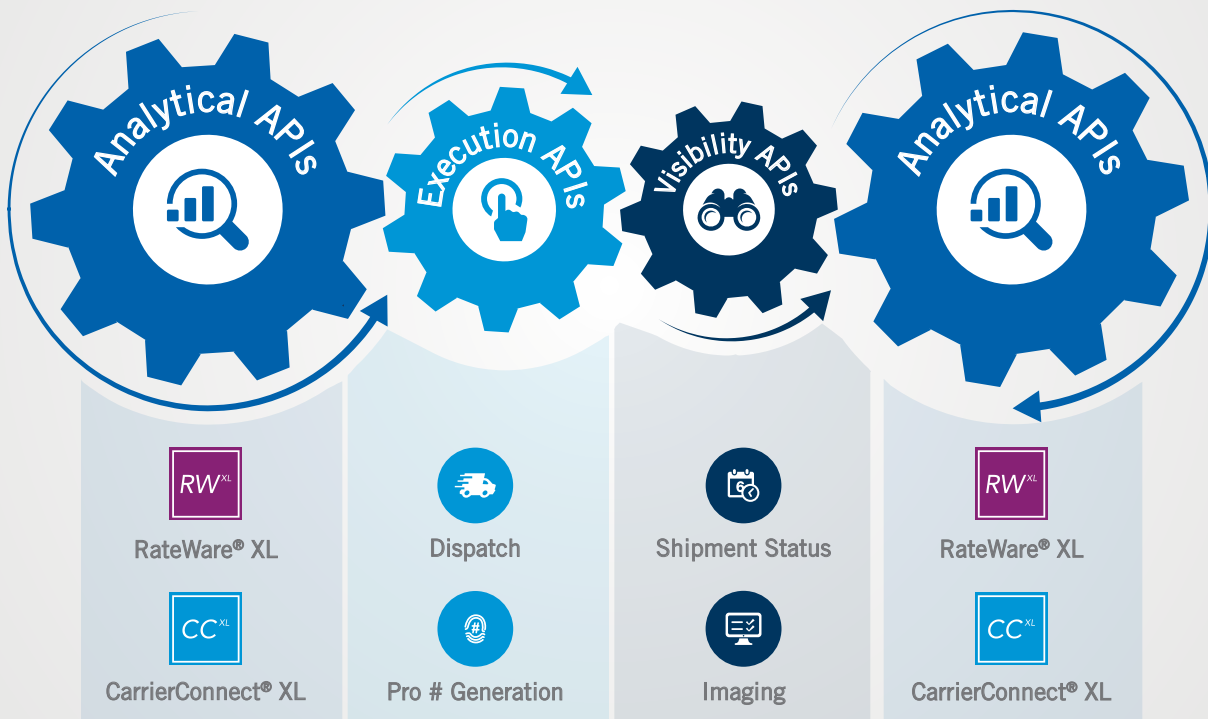 Analytical APIs
Execution APIs
Visibility APIs
Analytical APIs
RW XL
RateWare® XL
CC XL
CarrierConnect® XL
Dispatch
#
Pro # Generation
6
Shipment Status
Imaging
RW XL
RateWare® XL
CC XL
CarrierConnect® XL